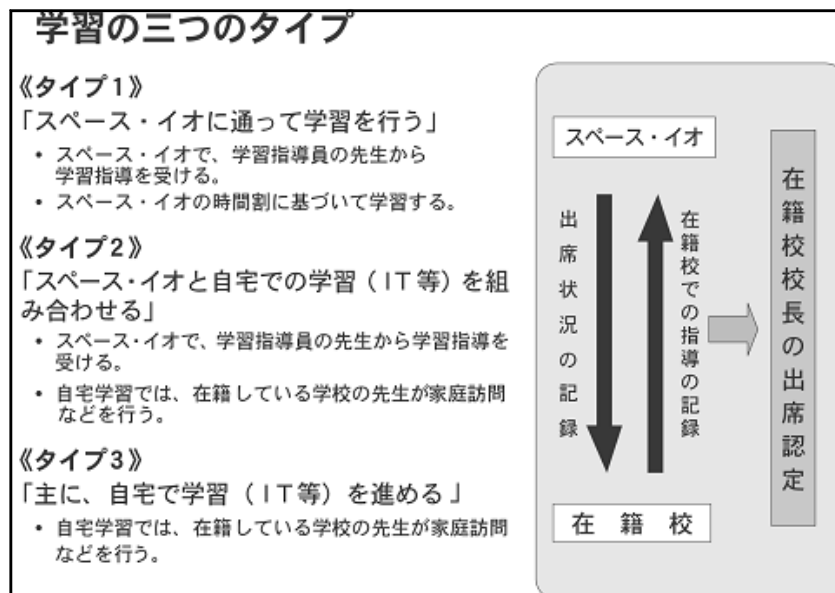 学習の三つのタイプ
《タイプ1》
「スペース・イオに通って学習を行う」
• スペース・イオで、学習指導員の先生から
学習指導を受ける。
• スペース・イオの時間割に基づいて学習する。
《タイプ2》
「スペース・イオと自宅での学習(IT等)を組
み合わせる」
• スペース・イオで、学習指導員の先生から学習指導を
受ける。
• 自宅学習では、在籍している学校の先生が家庭訪問
などを行う。
《タイプ3》
「主に、自宅で学習(IT等)を進める」
• 自宅学習では、在籍している学校の先生が家庭訪問
などを行う。
スペース・イオ
出席状況の記録
在籍校での指導の記録
在籍校
在籍校校長の出席認定